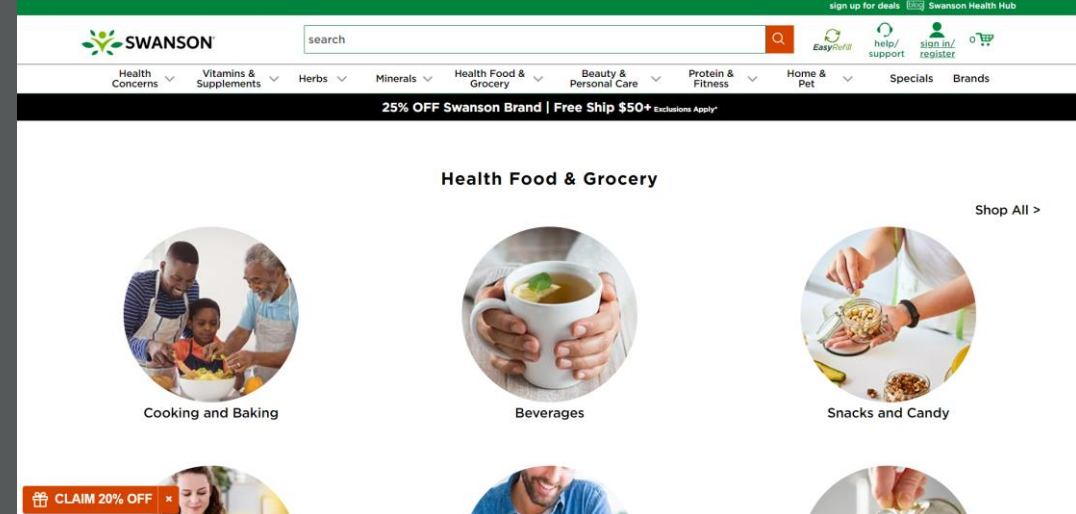 sign up for deals blog Swanson Health Hub
SWANSON
search
EasyRefill
help/
support
sign in/
register
0
Health
Concerns
Vitamins &
Supplements
Herbs
Minerals
Health Food &
Grocery
Beauty &
Personal Care
Protein &
Fitness
Home &
Pet
Specials
Brands
25% OFF Swanson Brand | Free Ship $50+ Exclusions Apply*
Health Food & Grocery
Shop All >
Cooking and Baking
Beverages
Snacks and Candy
CLAIM 20% OFF ×